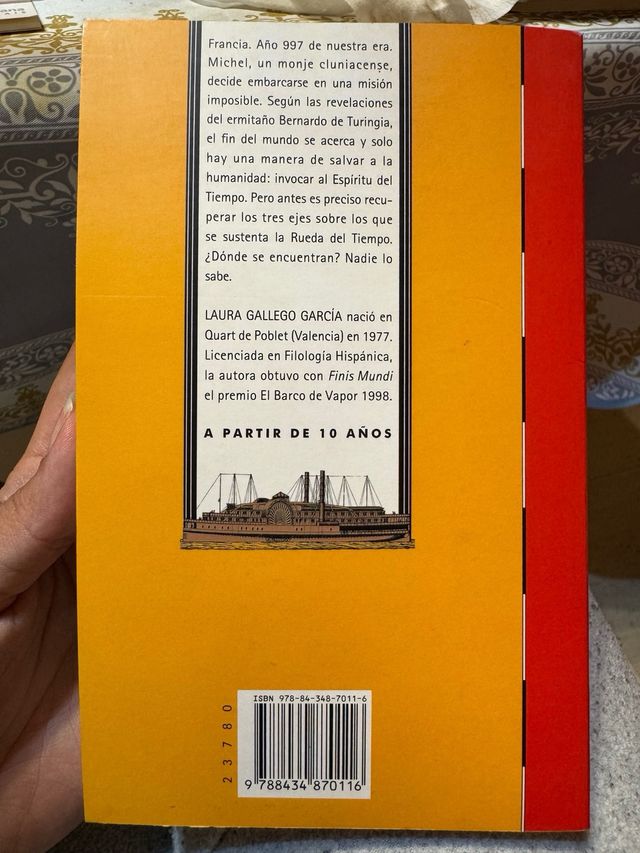 Francia. Año 997 de nuestra era.
Michel, un monje cluniacense,
decide embarcarse en una misión
imposible. Según las revelaciones
del ermitaño Bernardo de Turingia,
el fin del mundo se acerca y solo
hay una manera de salvar a la
humanidad: invocar al Espíritu del
Tiempo. Pero antes es preciso recu-
perar los tres ejes sobre los que
se sustenta la Rueda del Tiempo.
¿Dónde se encuentran? Nadie lo
sabe.
LAURA GALLEGO GARCÍA nació en
Quart de Poblet (Valencia) en 1977.
Licenciada en Filología Hispánica,
la autora obtuvo con Finis Mundi
el premio El Barco de Vapor 1998.
A PARTIR DE 10 AÑOS
ISBN 978-84-348-7011-6
23780
9 788434 870116